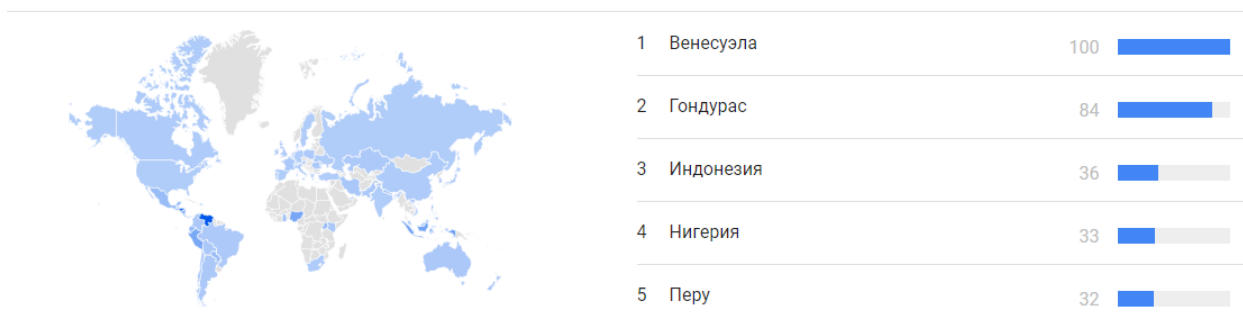 1 Венесуэла 100
2 Гондурас 84
3 Индонезия 36
4 Нигерия 33
5 Перу 32